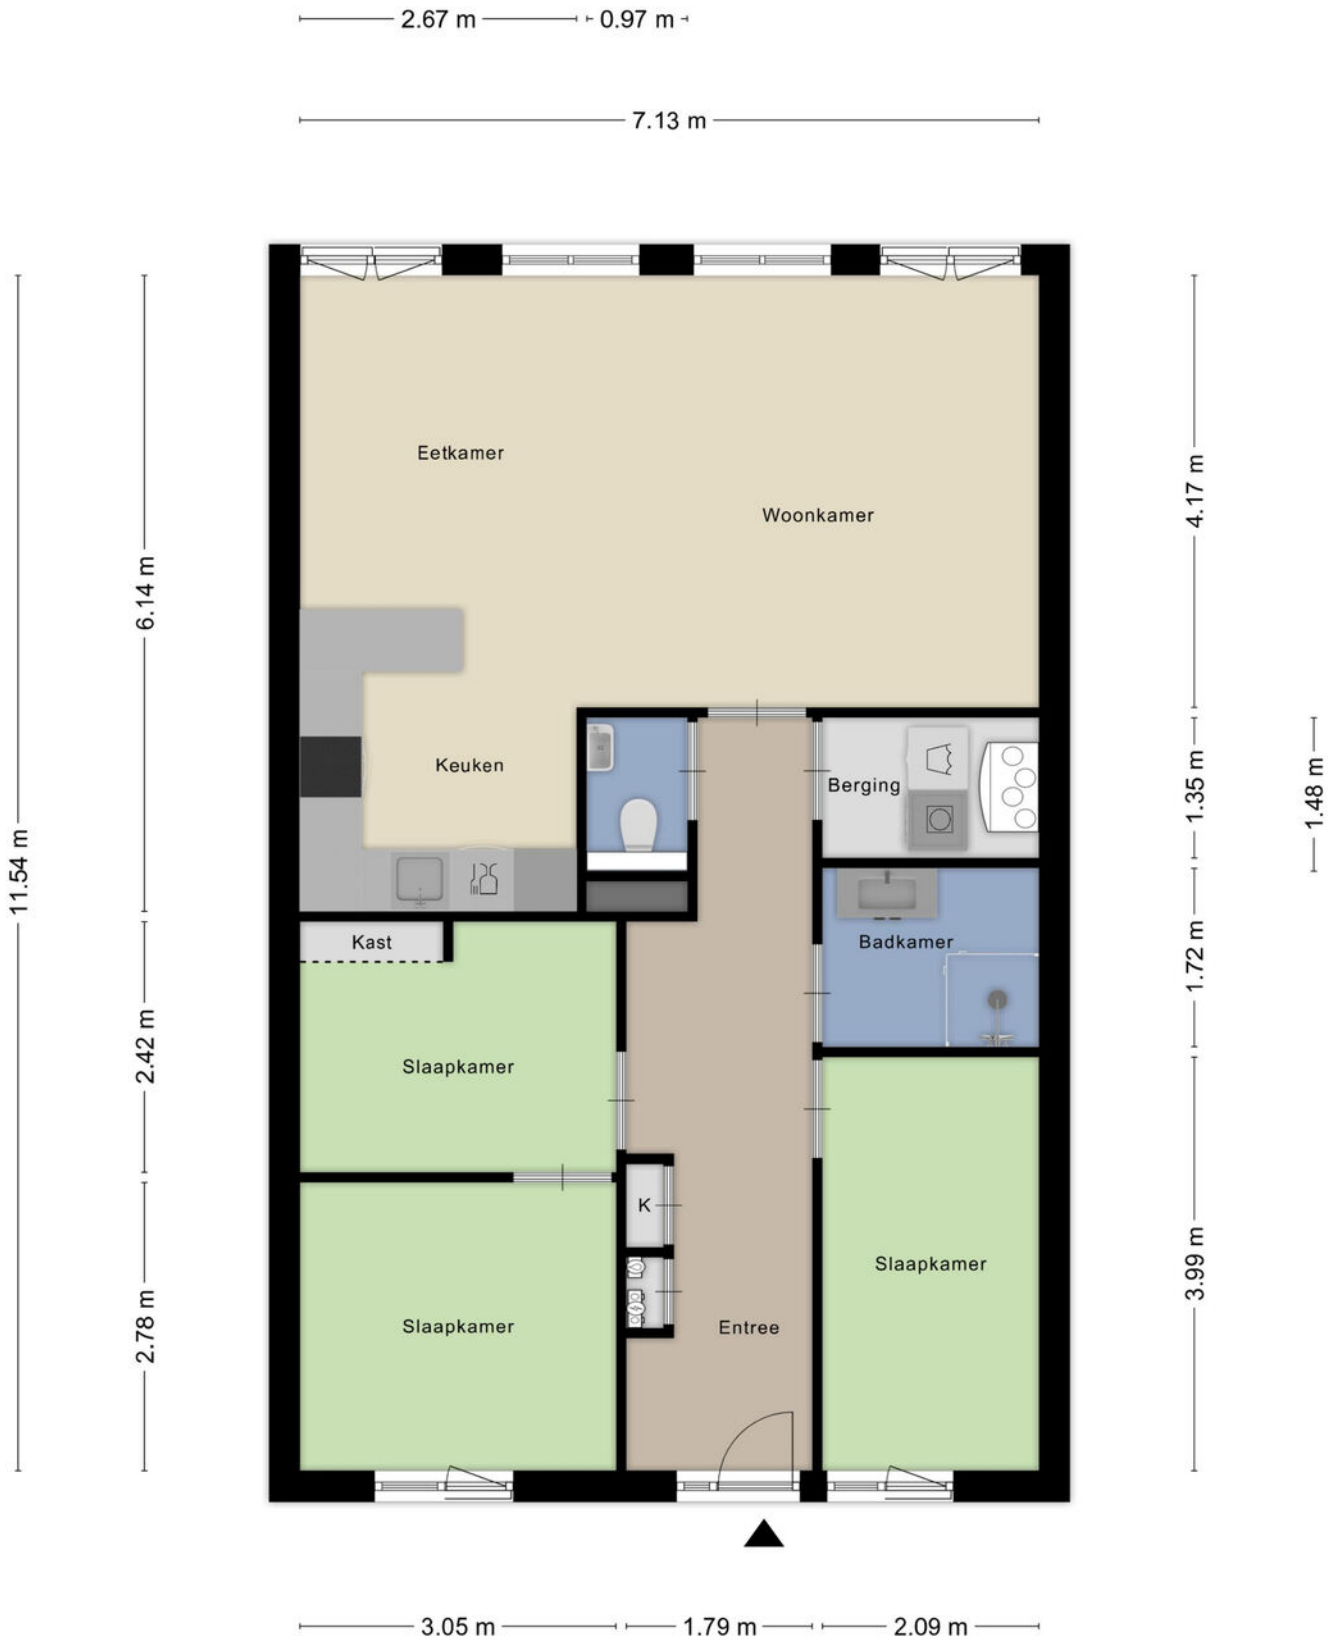 2.67 m
0.97 m
7.13 m
Eetkamer
Woonkamer
4.17 m
6.14 m
Keuken
Berging
1.35 m
1.48 m
11.54 m
Kast
Badkamer
1.72 m
2.42 m
Slaapkamer
K
3.99 m
Slaapkamer
2.78 m
Slaapkamer
Entree
3.05 m
1.79 m
2.09 m